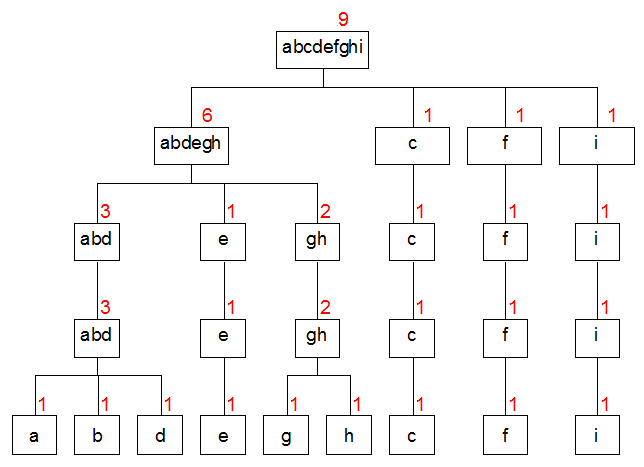 9
abcdefghi
6 1 1 1
abdegh c f i
3 1 2 1 1 1
abd e gh c f i
3 1 2 1 1 1
abd e gh c f i
1 1 1 1 1 1 1 1 1
a b d e g h c f i